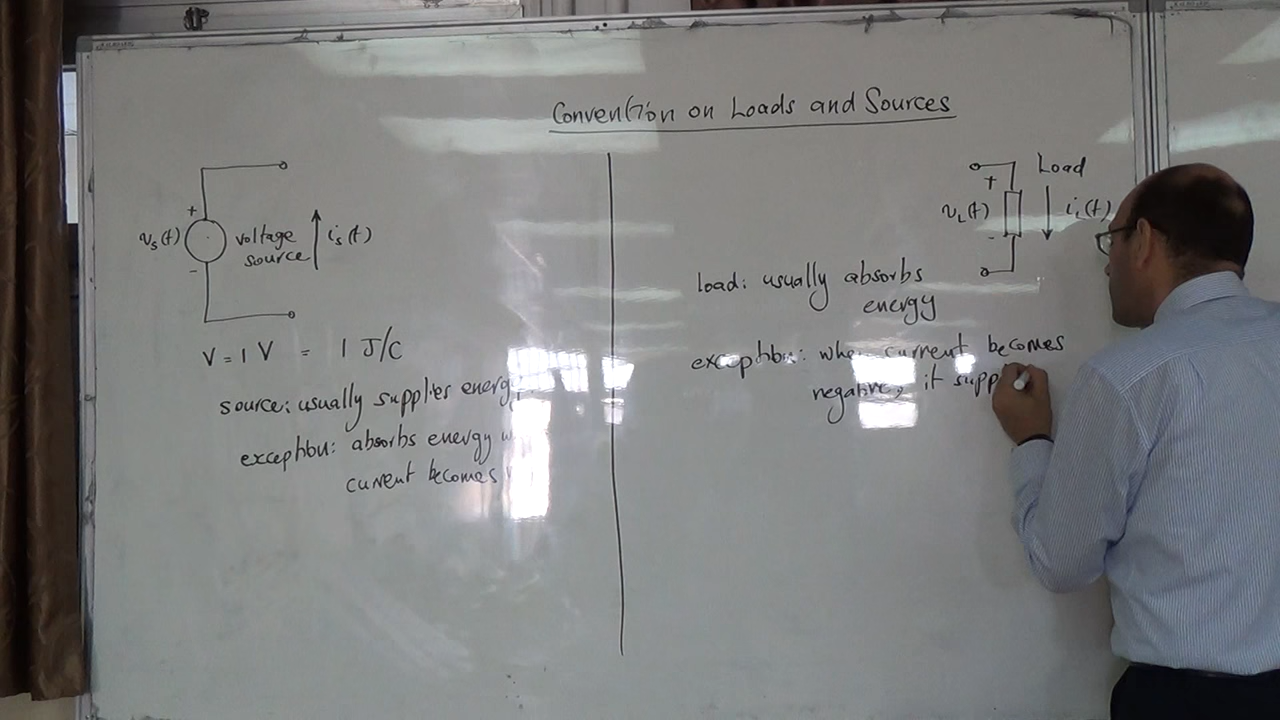 Convention on Loads and Sources
+
vs(t)
-
voltage
source
is(t)
V = 1 V = 1 J/C
source: usually supplies energy
exception: absorbs energy
current becomes
Load
+
vL(t)
-
iL(t)
load: usually absorbs
energy
exception: when current becomes
negative, it supp